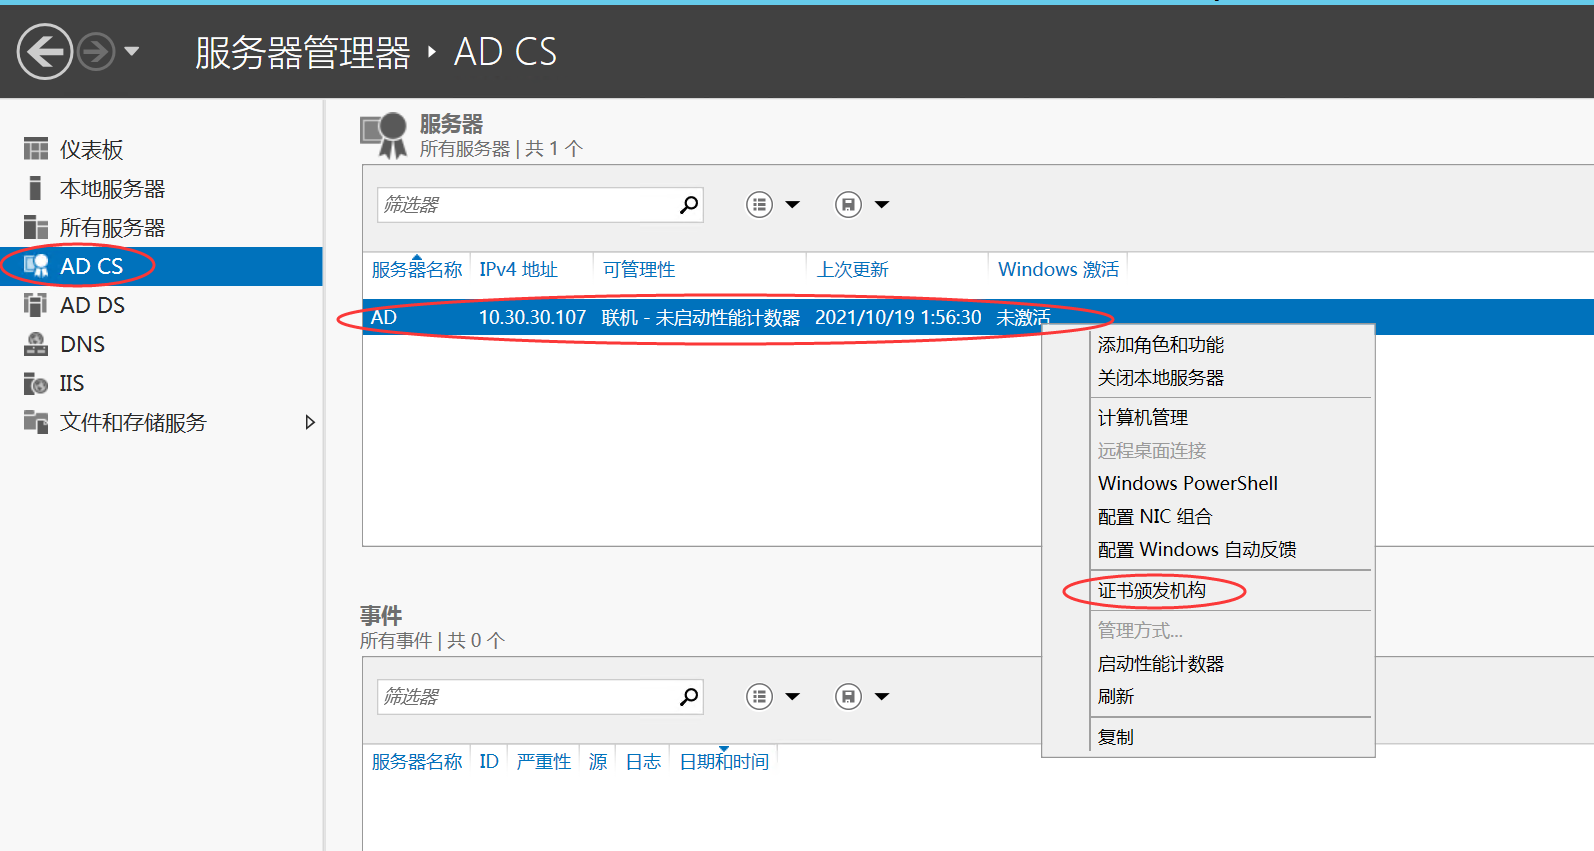 服务器管理器 ‣ AD CS
仪表板
本地服务器
所有服务器
AD CS
AD DS
DNS
IIS
文件和存储服务
服务器
所有服务器 | 共 1 个
筛选器
服务器名称 IPv4 地址 可管理性 上次更新 Windows 激活
AD 10.30.30.107 联机 - 未启动性能计数器 2021/10/19 1:56:30 未激活
添加角色和功能
关闭本地服务器
计算机管理
远程桌面连接
Windows PowerShell
配置 NIC 组合
配置 Windows 自动反馈
证书颁发机构
管理方式...
启动性能计数器
刷新
复制
事件
所有事件 | 共 0 个
筛选器
服务器名称 ID 严重性 源 日志 日期和时间